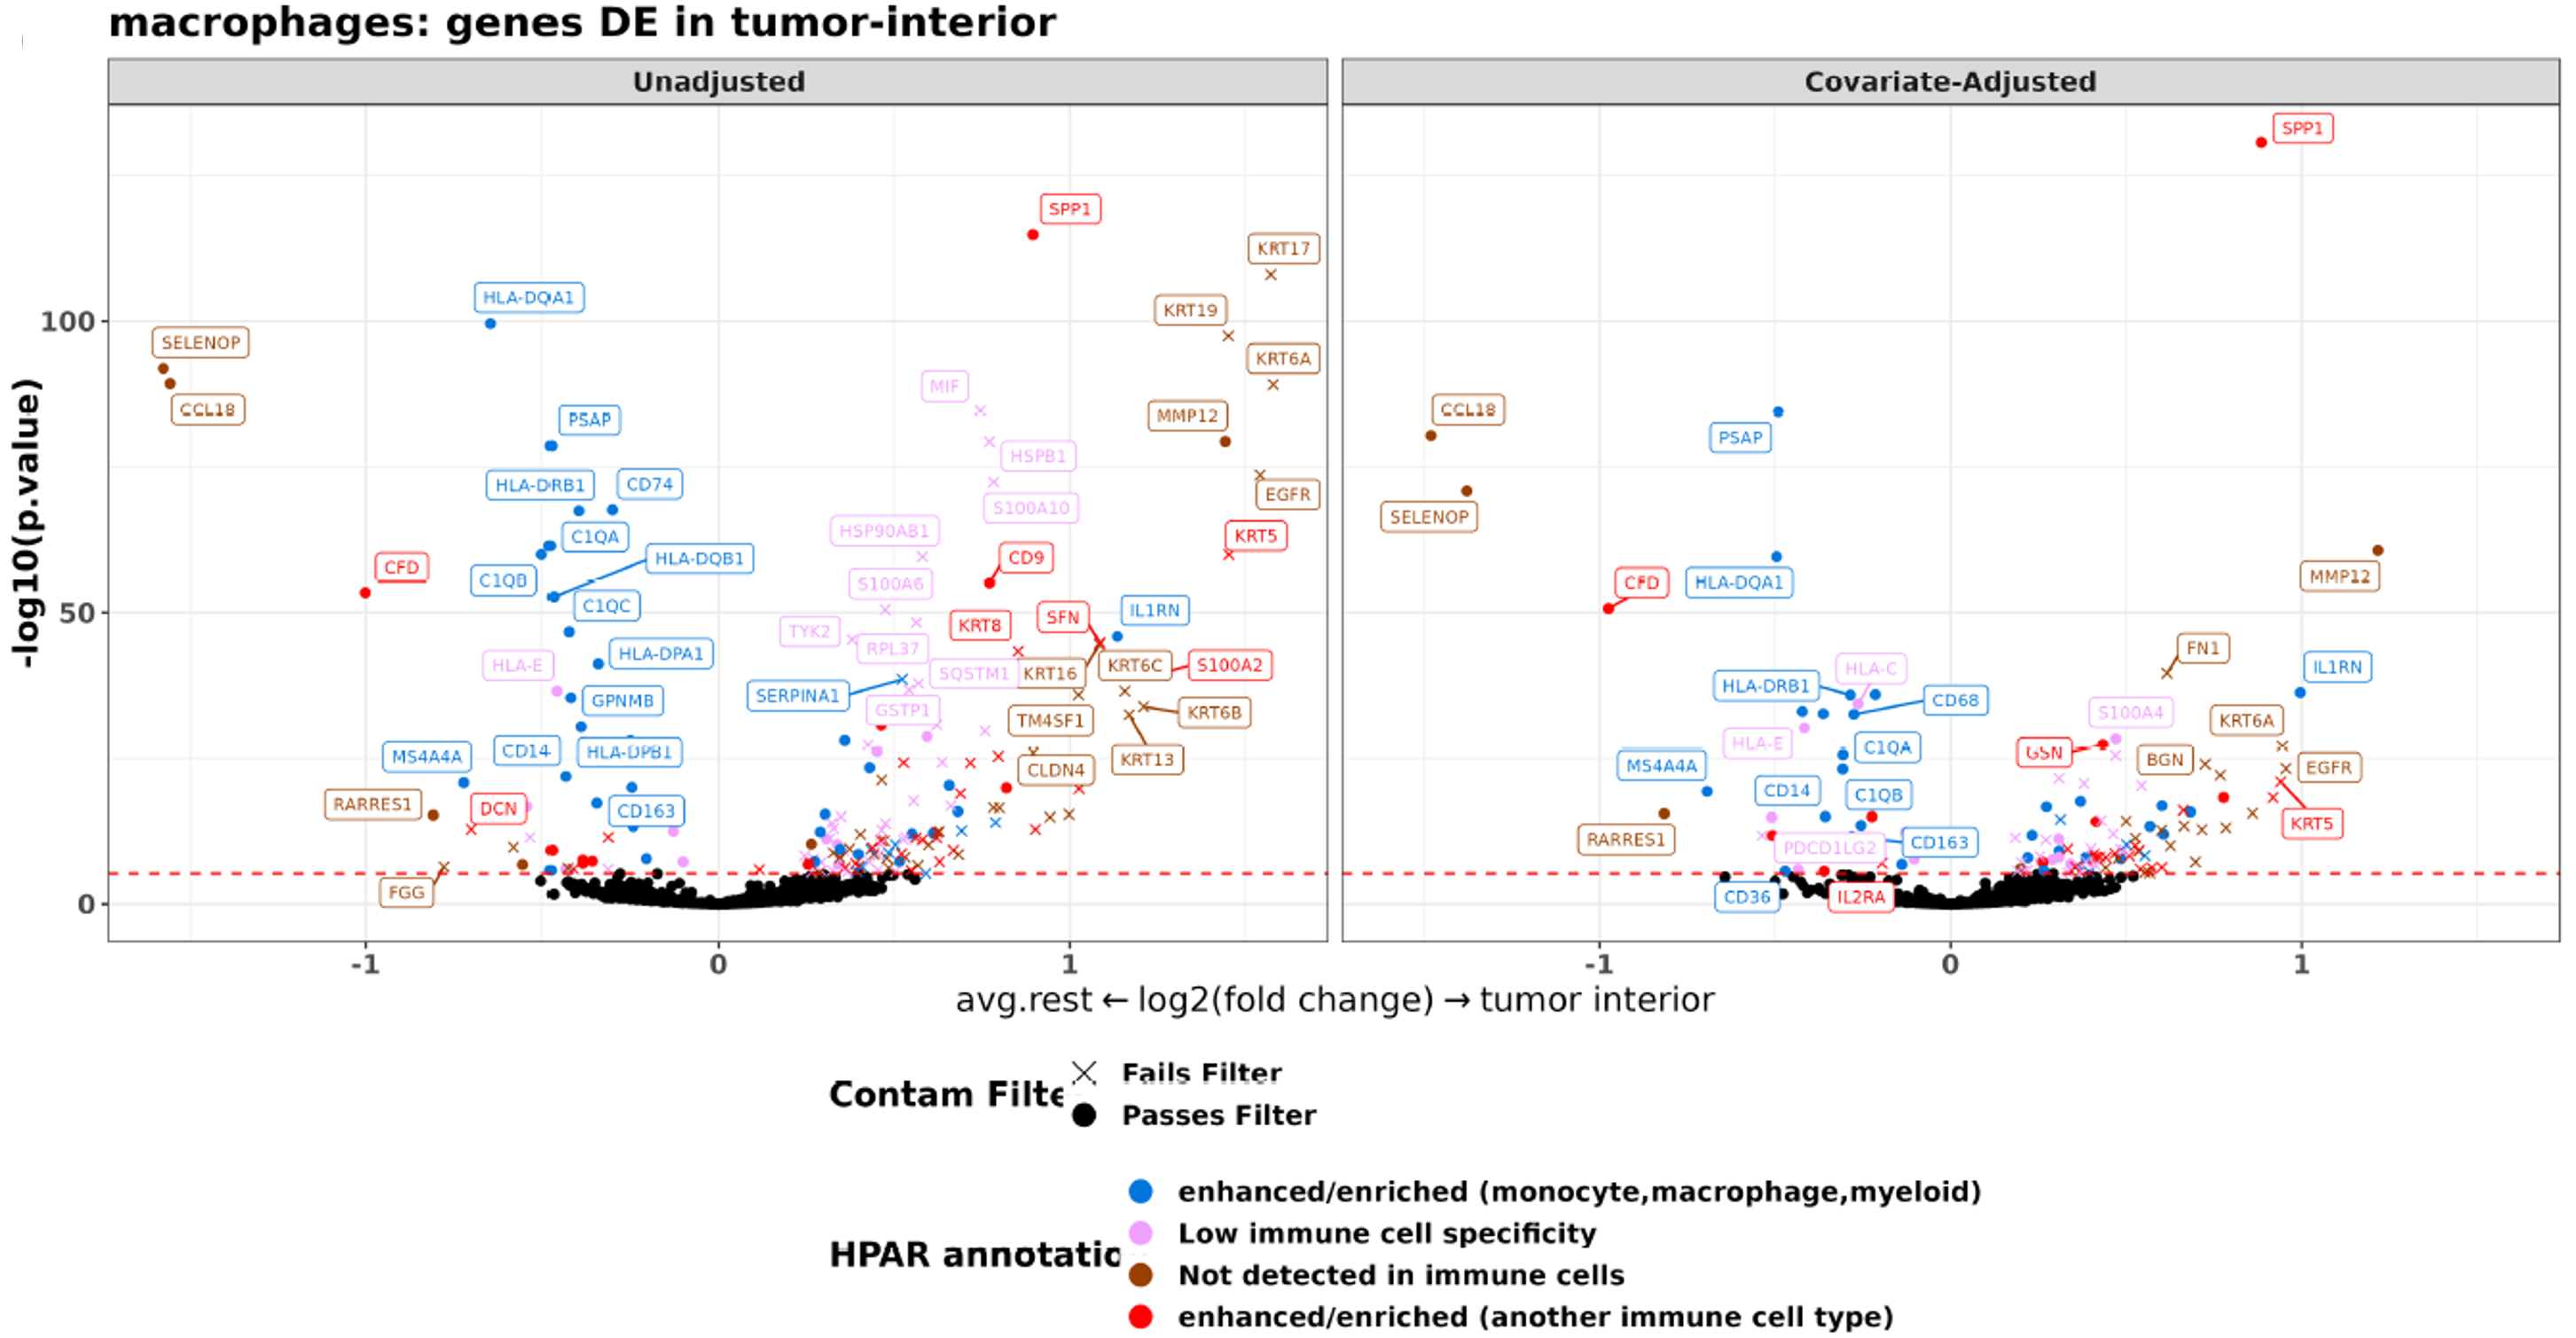 macrophages: genes DE in tumor-interior
Unadjusted
Covariate-Adjusted
-log10(p.value)
100
50
0
SPP1
KRT17
HLA-DQA1
KRT19
SELENOP
KRT6A
MIF
CCL18
PSAP
MMP12
HSPB1
HLA-DRB1
CD74
EGFR
S100A10
HSP90AB1
C1QA
KRT5
HLA-DQB1
CD9
CFD
C1QB
S100A6
C1QC
IL1RN
SFN
KRT8
TYK2
RPL37
HLA-DPA1
HLA-E
KRT6C
S100A2
SQSTM1
KRT16
SERPINA1
GPNMB
GSTP1
KRT6B
TM4SF1
CD14
HLA-DPB1
MS4A4A
KRT13
CLDN4
RARRES1
DCN
CD163
FGG
SPP1
CCL18
PSAP
SELENOP
MMP12
CFD
HLA-DQA1
FN1
HLA-C
IL1RN
HLA-DRB1
CD68
S100A4
KRT6A
HLA-E
C1QA
GSN
BGN
EGFR
MS4A4A
CD14
C1QB
KRT5
RARRES1
PDCD1LG2
CD163
CD36
IL2RA
-1
0
1
-1
0
1
avg.rest ← log2(fold change) → tumor interior
Contam Filte
Fails Filter
Passes Filter
HPAR annotatio
enhanced/enriched (monocyte,macrophage,myeloid)
Low immune cell specificity
Not detected in immune cells
enhanced/enriched (another immune cell type)